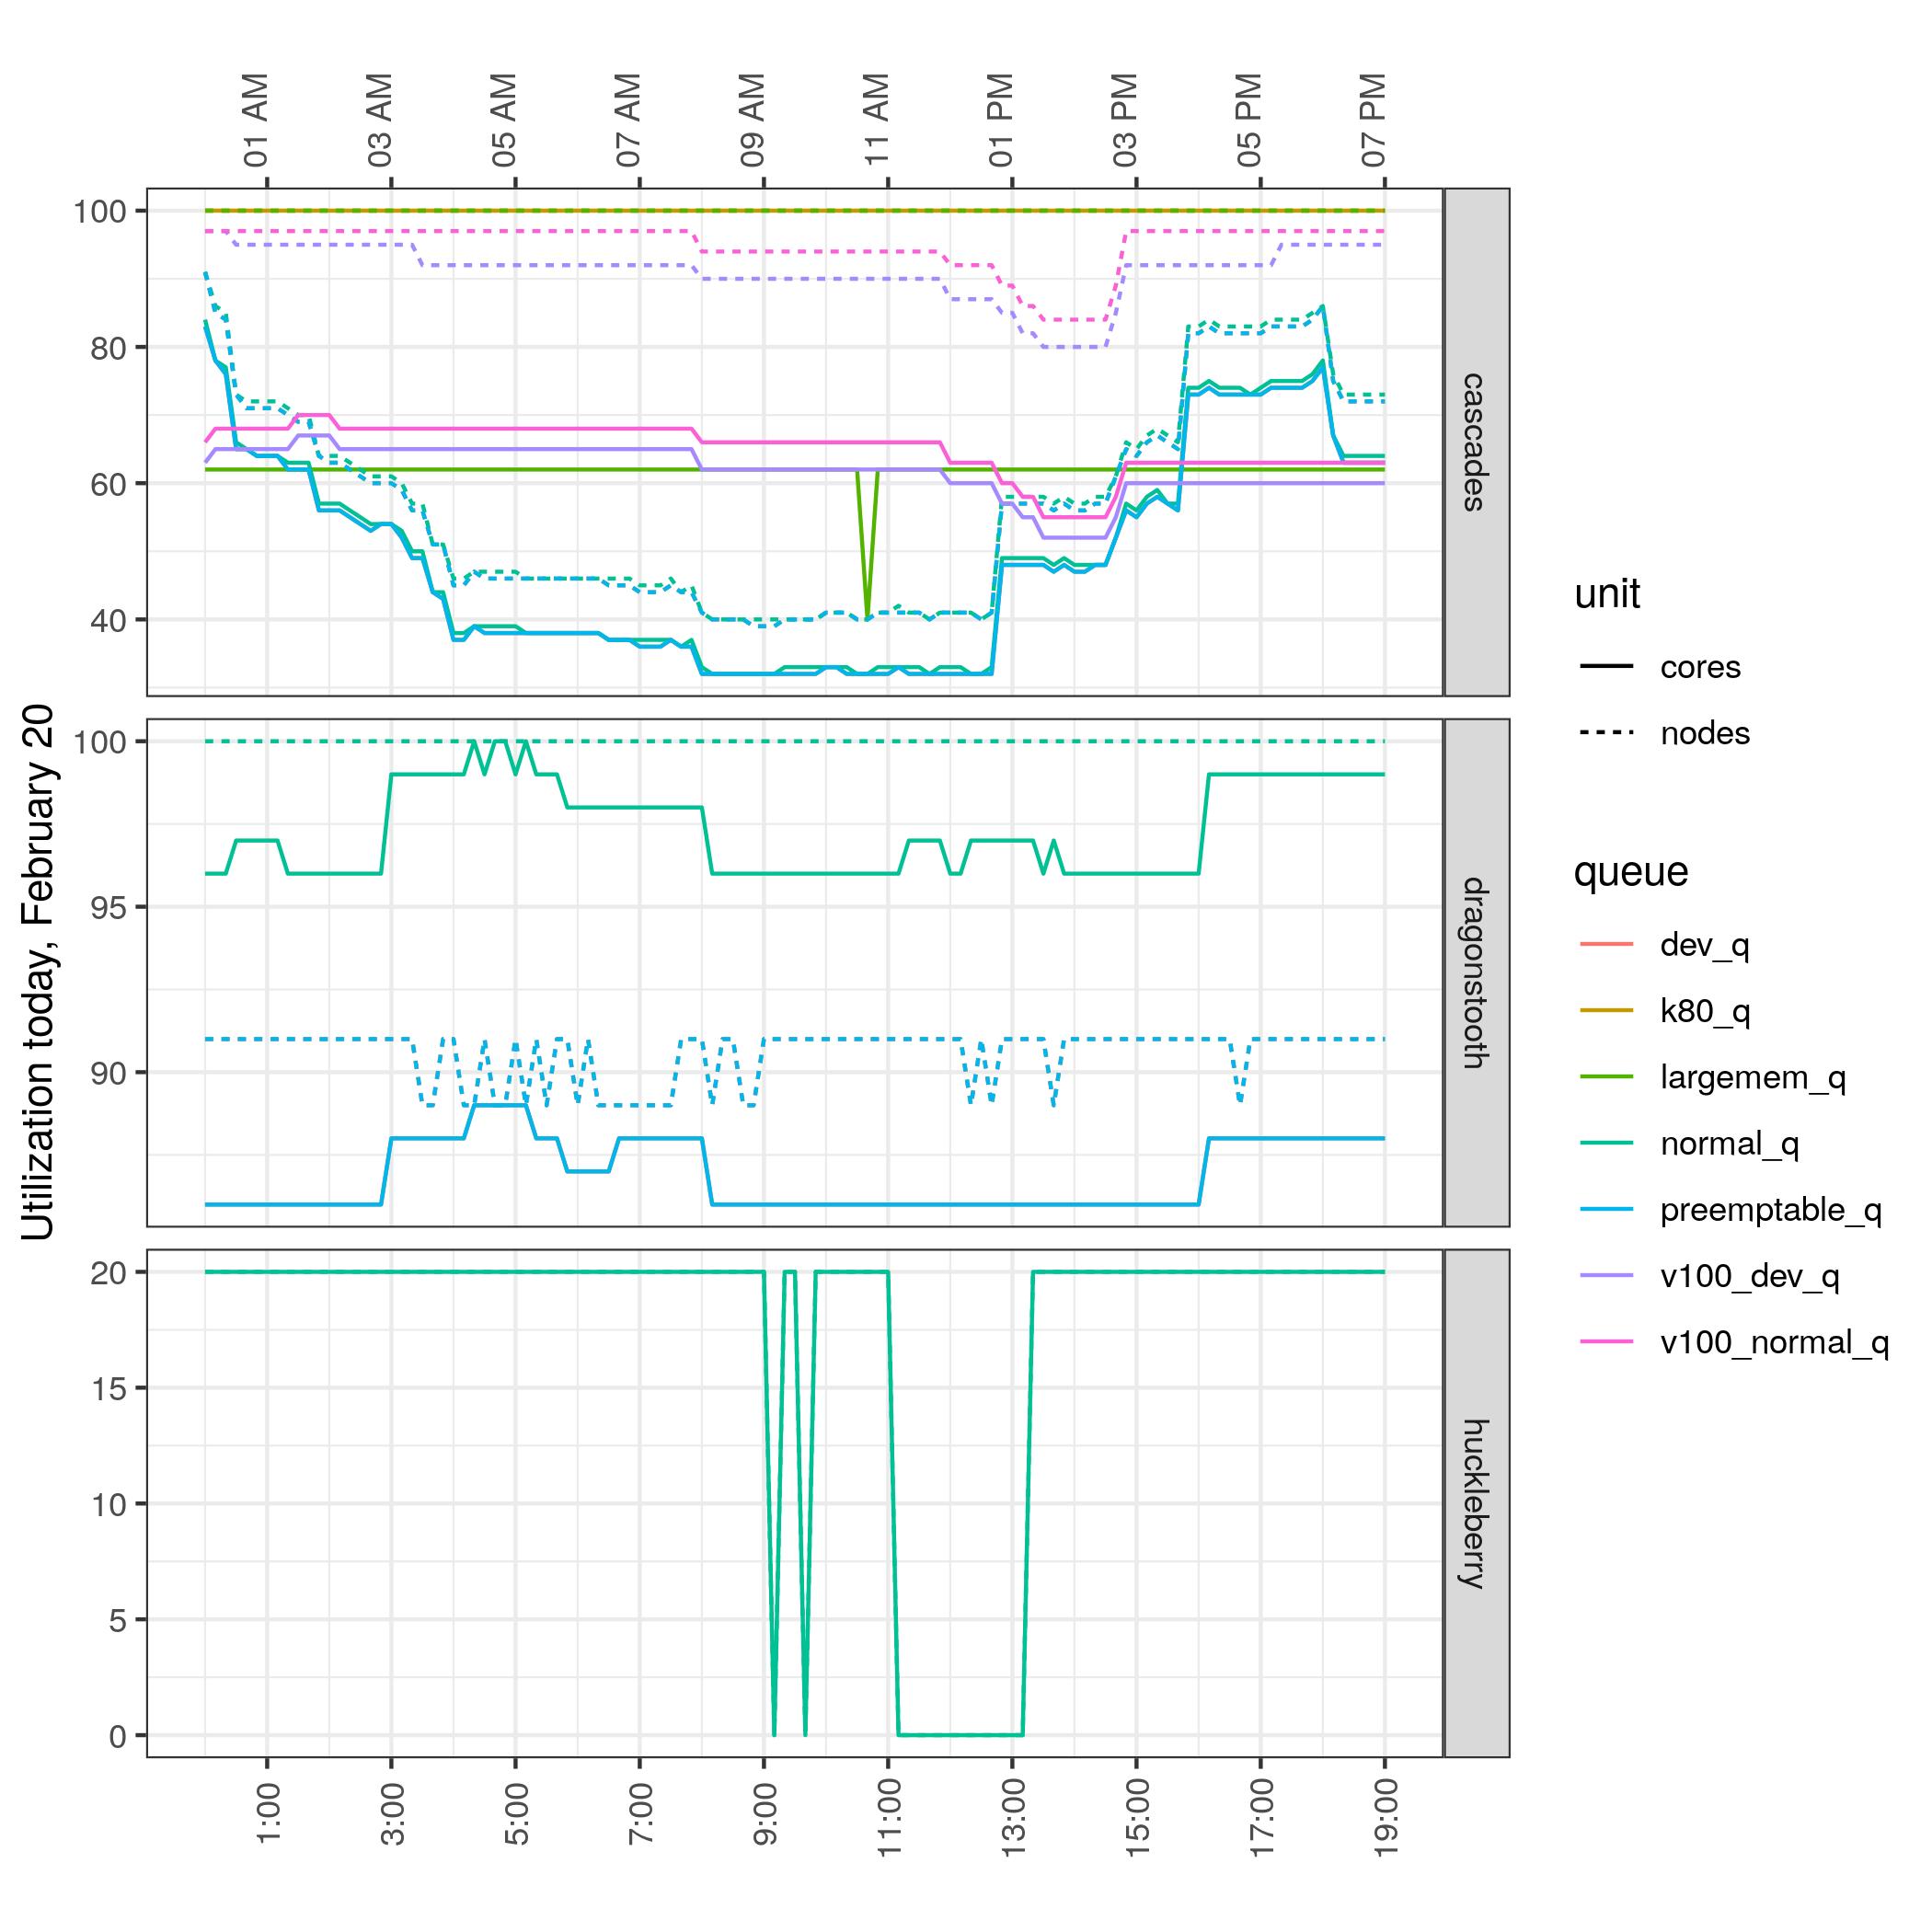 01 AM
03 AM
05 AM
07 AM
09 AM
11 AM
01 PM
03 PM
05 PM
07 PM
Utilization today, February 20
100
80
60
40
cascades
100
95
90
dragonstooth
20
15
10
5
0
huckleberry
1:00
3:00
5:00
7:00
9:00
11:00
13:00
15:00
17:00
19:00
unit
cores
nodes
queue
dev_q
k80_q
largemem_q
normal_q
preemptable_q
v100_dev_q
v100_normal_q